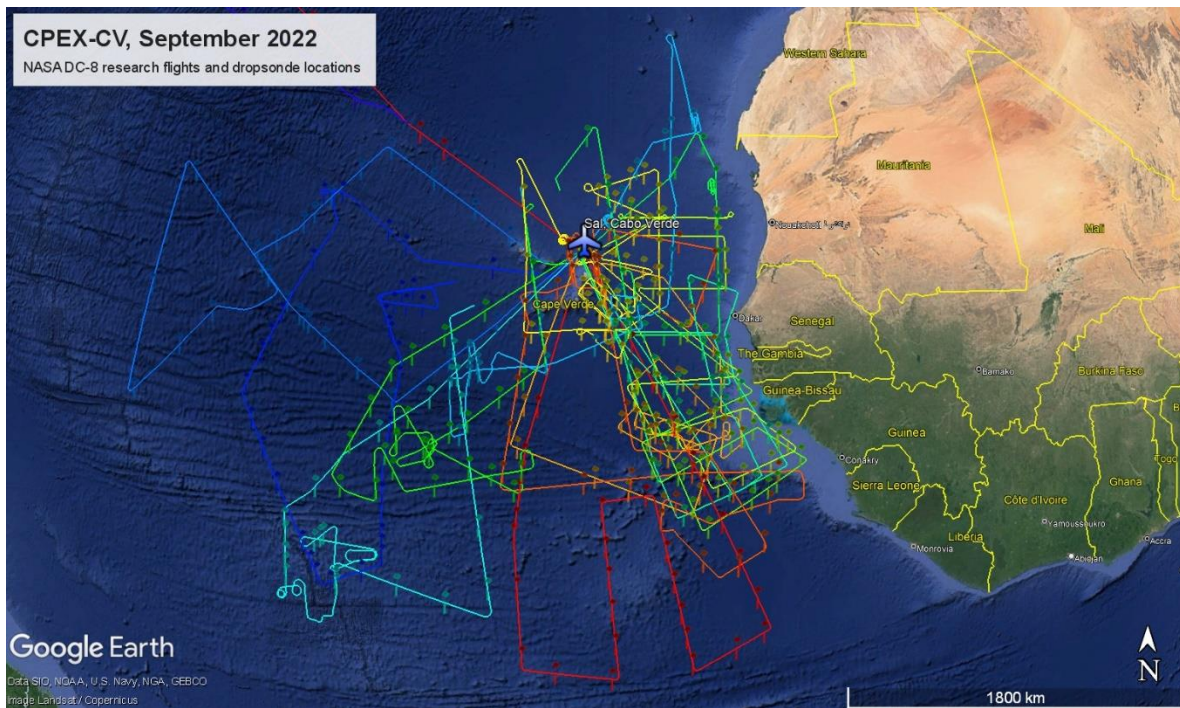 CPEX-CV, September 2022
NASA DC-8 research flights and dropsonde locations
Western Sahara
Mauritania
Sal, Cabo Verde
Nouakchott
Mali
Cape Verde
Dakar
Senegal
The Gambia
Bamako
Burkina Faso
Guinea-Bissau
Guinea
Conakry
Sierra Leone
Côte d'Ivoire
Ghana
Togo
Yamoussoukro
Liberia
Monrovia
Abidjan
Accra
Google Earth
Data SIO, NOAA, U.S. Navy, NGA, GEBCO
Image Landsat / Copernicus
N
1800 km